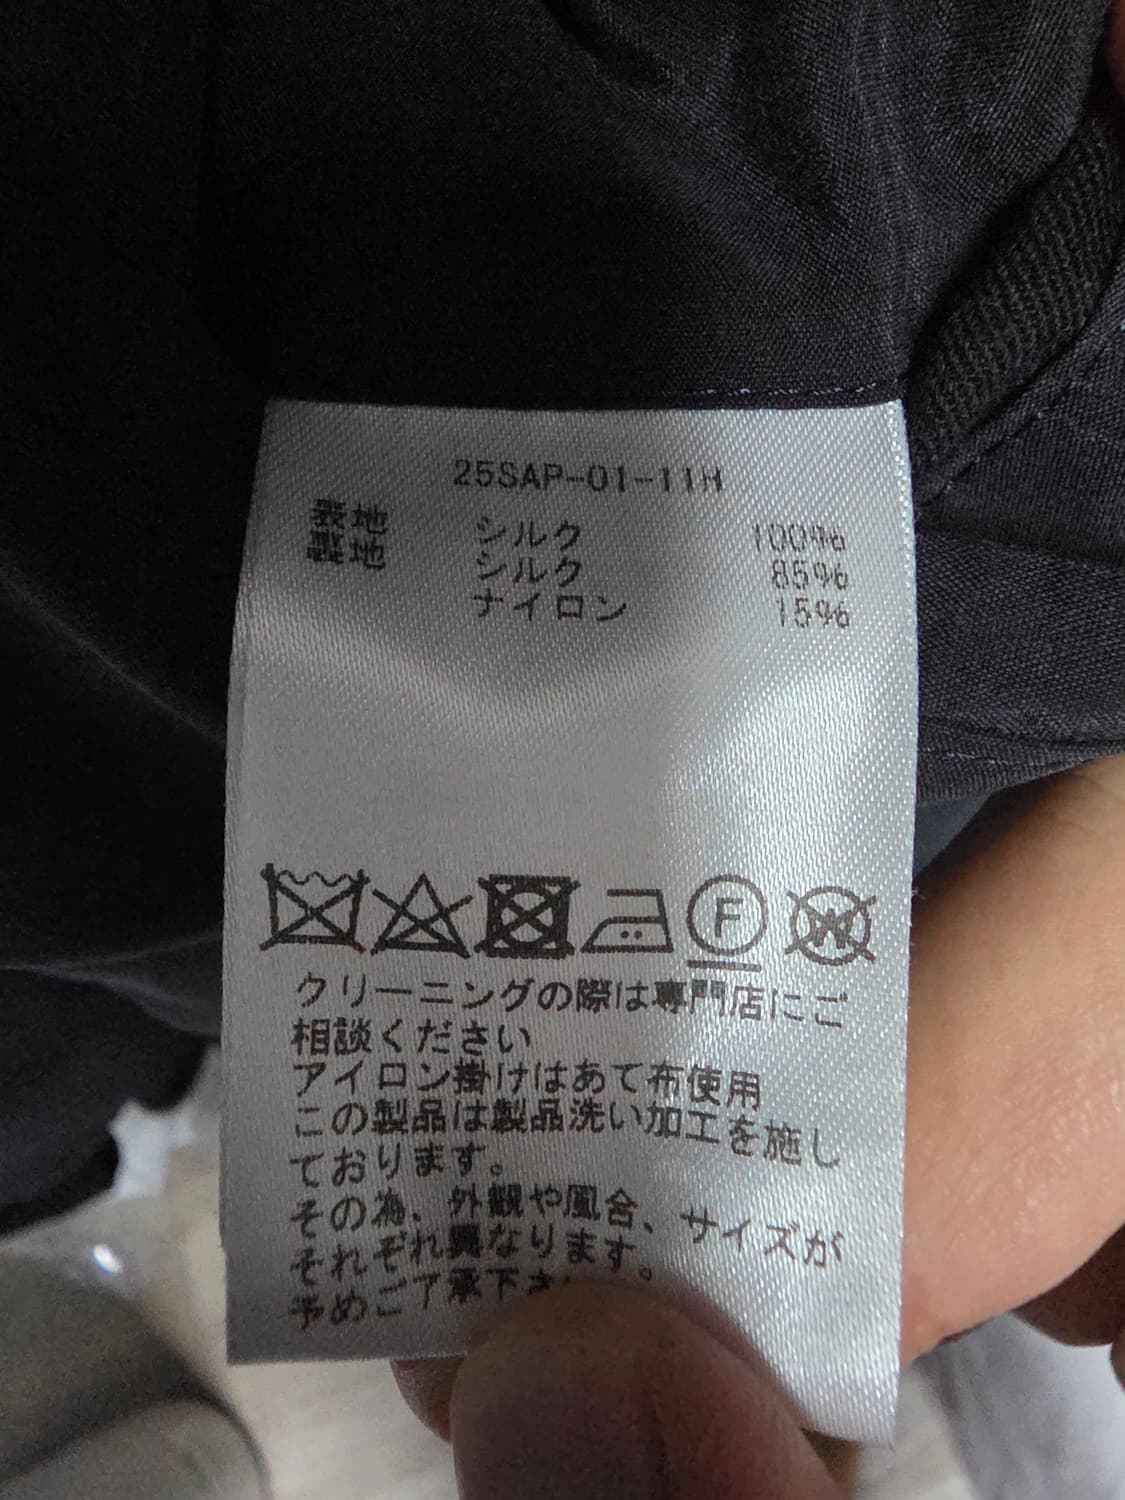 25SAP-01-11H
表地 シルク 100%
裏地 シルク 85%
ナイロン 15%
F W
クリーニングの際は専門店にご
相談ください
アイロン掛けはあて布使用
この製品は製品洗い加工を施し
ております。
その為、外観や風合、サイズが
それぞれ異なります。
予めご了承下さ